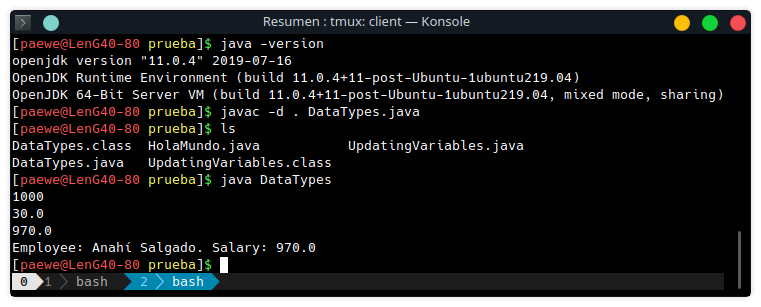 Resumen : tmux: client — Konsole
[paewe@LenG40-80 prueba]$ java -version
openjdk version "11.0.4" 2019-07-16
OpenJDK Runtime Environment (build 11.0.4+11-post-Ubuntu-1ubuntu219.04)
OpenJDK 64-Bit Server VM (build 11.0.4+11-post-Ubuntu-1ubuntu219.04, mixed mode, sharing)
[paewe@LenG40-80 prueba]$ javac -d . DataTypes.java
[paewe@LenG40-80 prueba]$ ls
DataTypes.class  HolaMundo.java           UpdatingVariables.java
DataTypes.java   UpdatingVariables.class
[paewe@LenG40-80 prueba]$ java DataTypes
1000
30.0
970.0
Employee: Anahí Salgado. Salary: 970.0
[paewe@LenG40-80 prueba]$
0 1 bash 2 bash